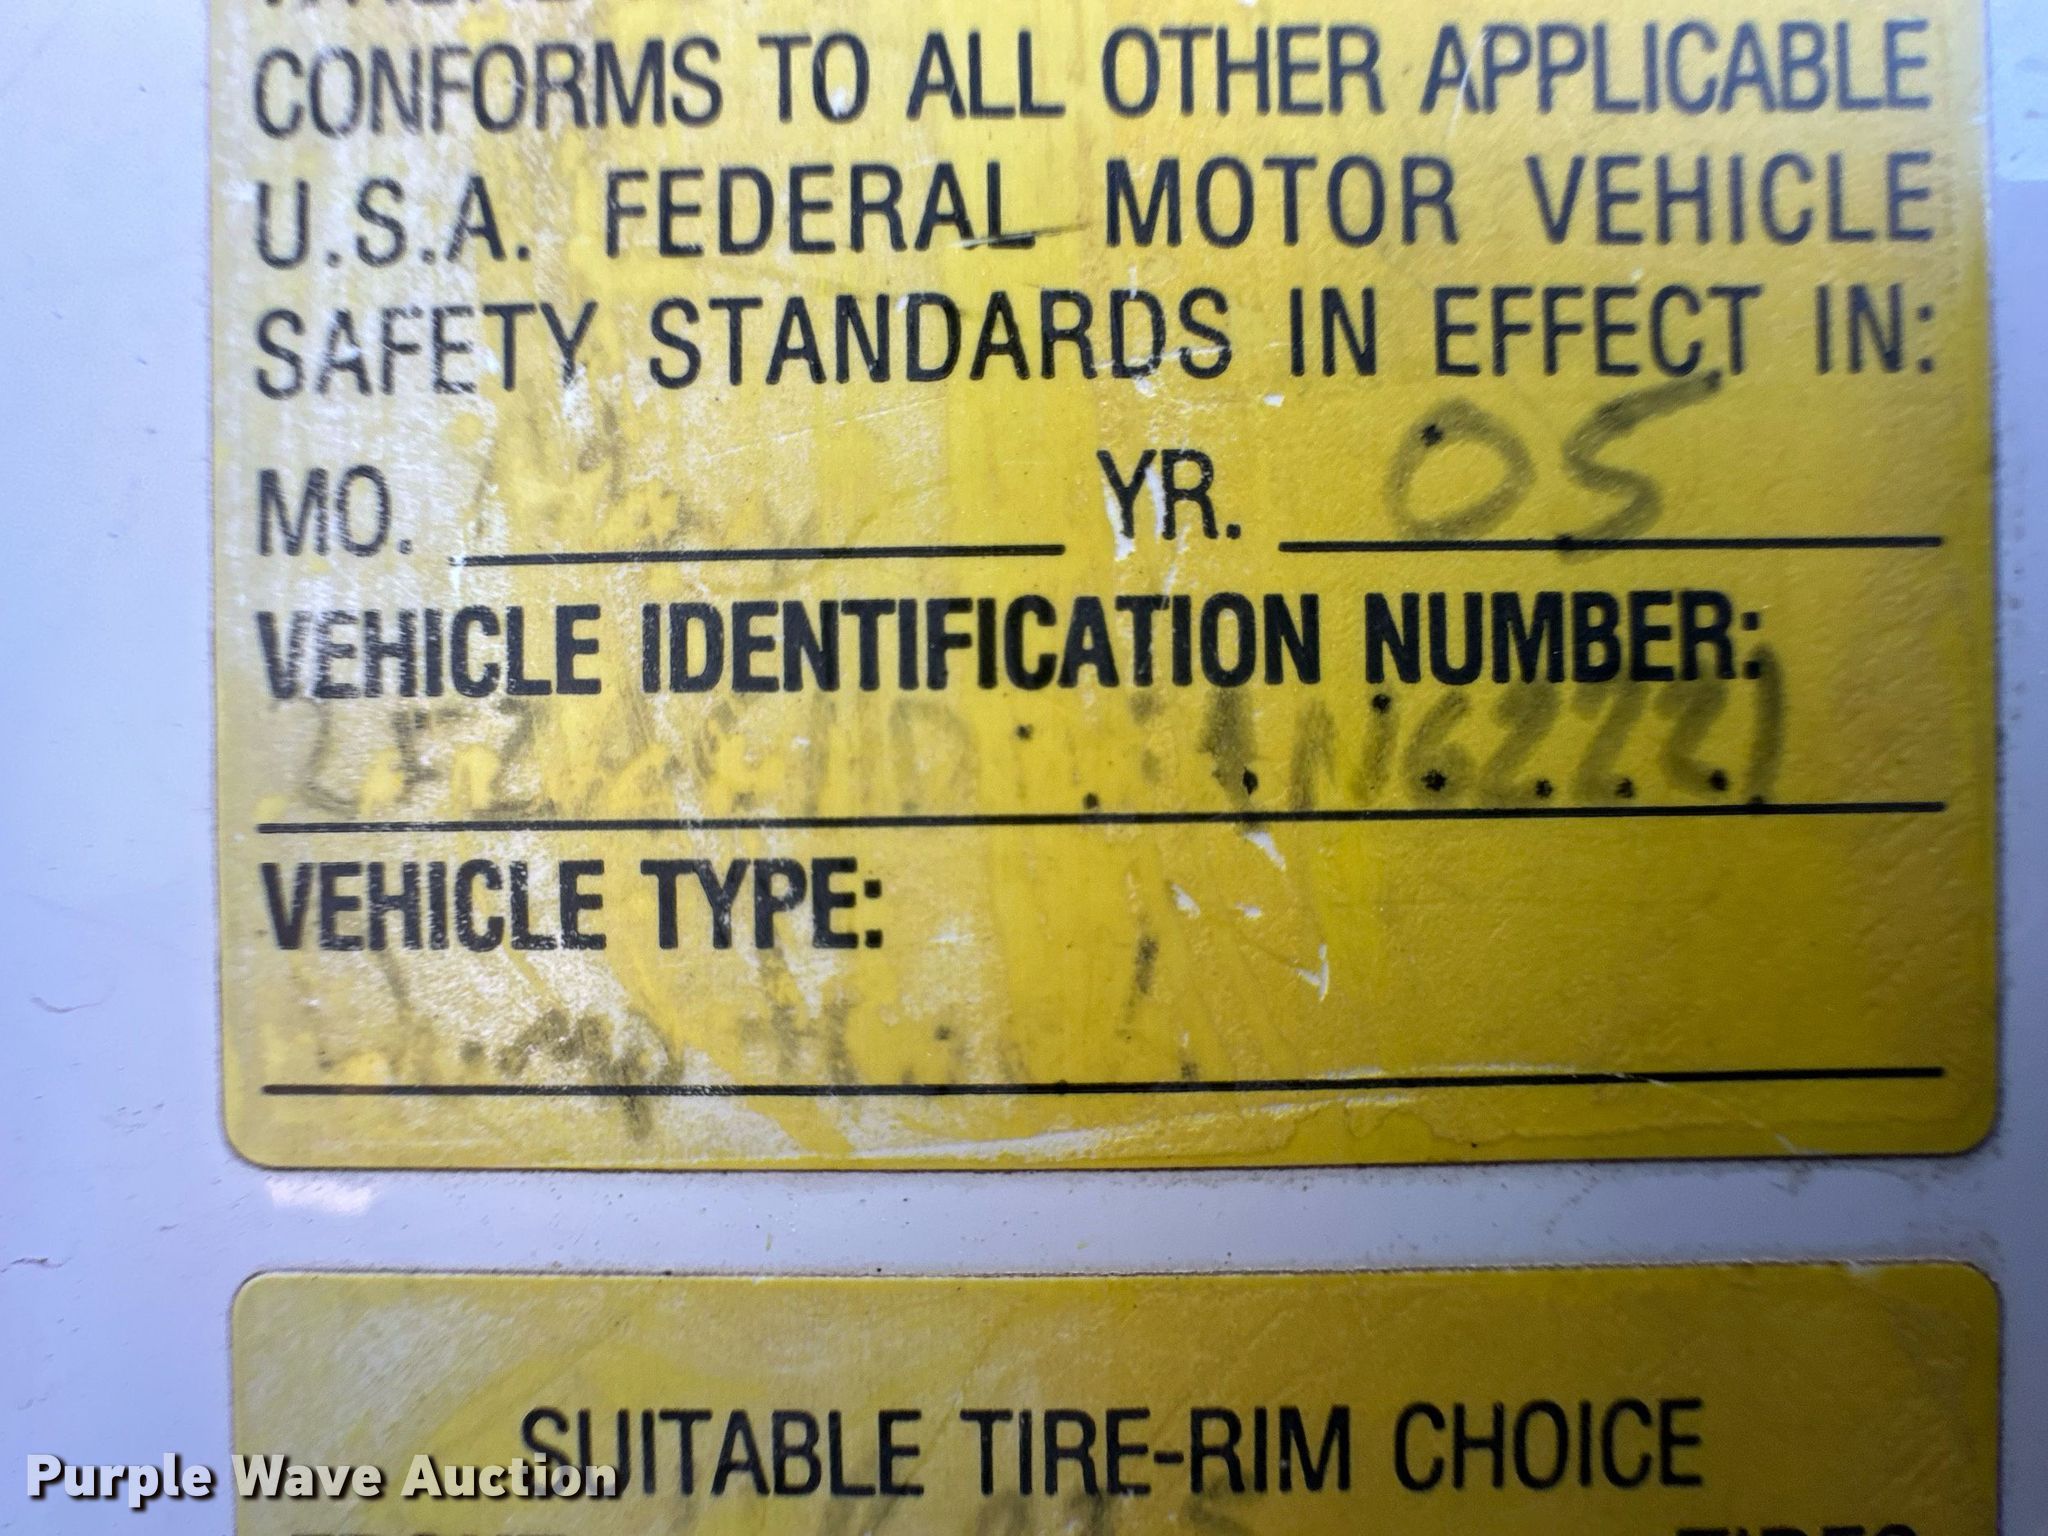 CONFORMS TO ALL OTHER APPLICABLE
U.S.A. FEDERAL MOTOR VEHICLE
SAFETY STANDARDS IN EFFECT IN:
MO. YR. 05
VEHICLE IDENTIFICATION NUMBER:
VEHICLE TYPE:
SUITABLE TIRE-RIM CHOICE
Purple Wave Auction